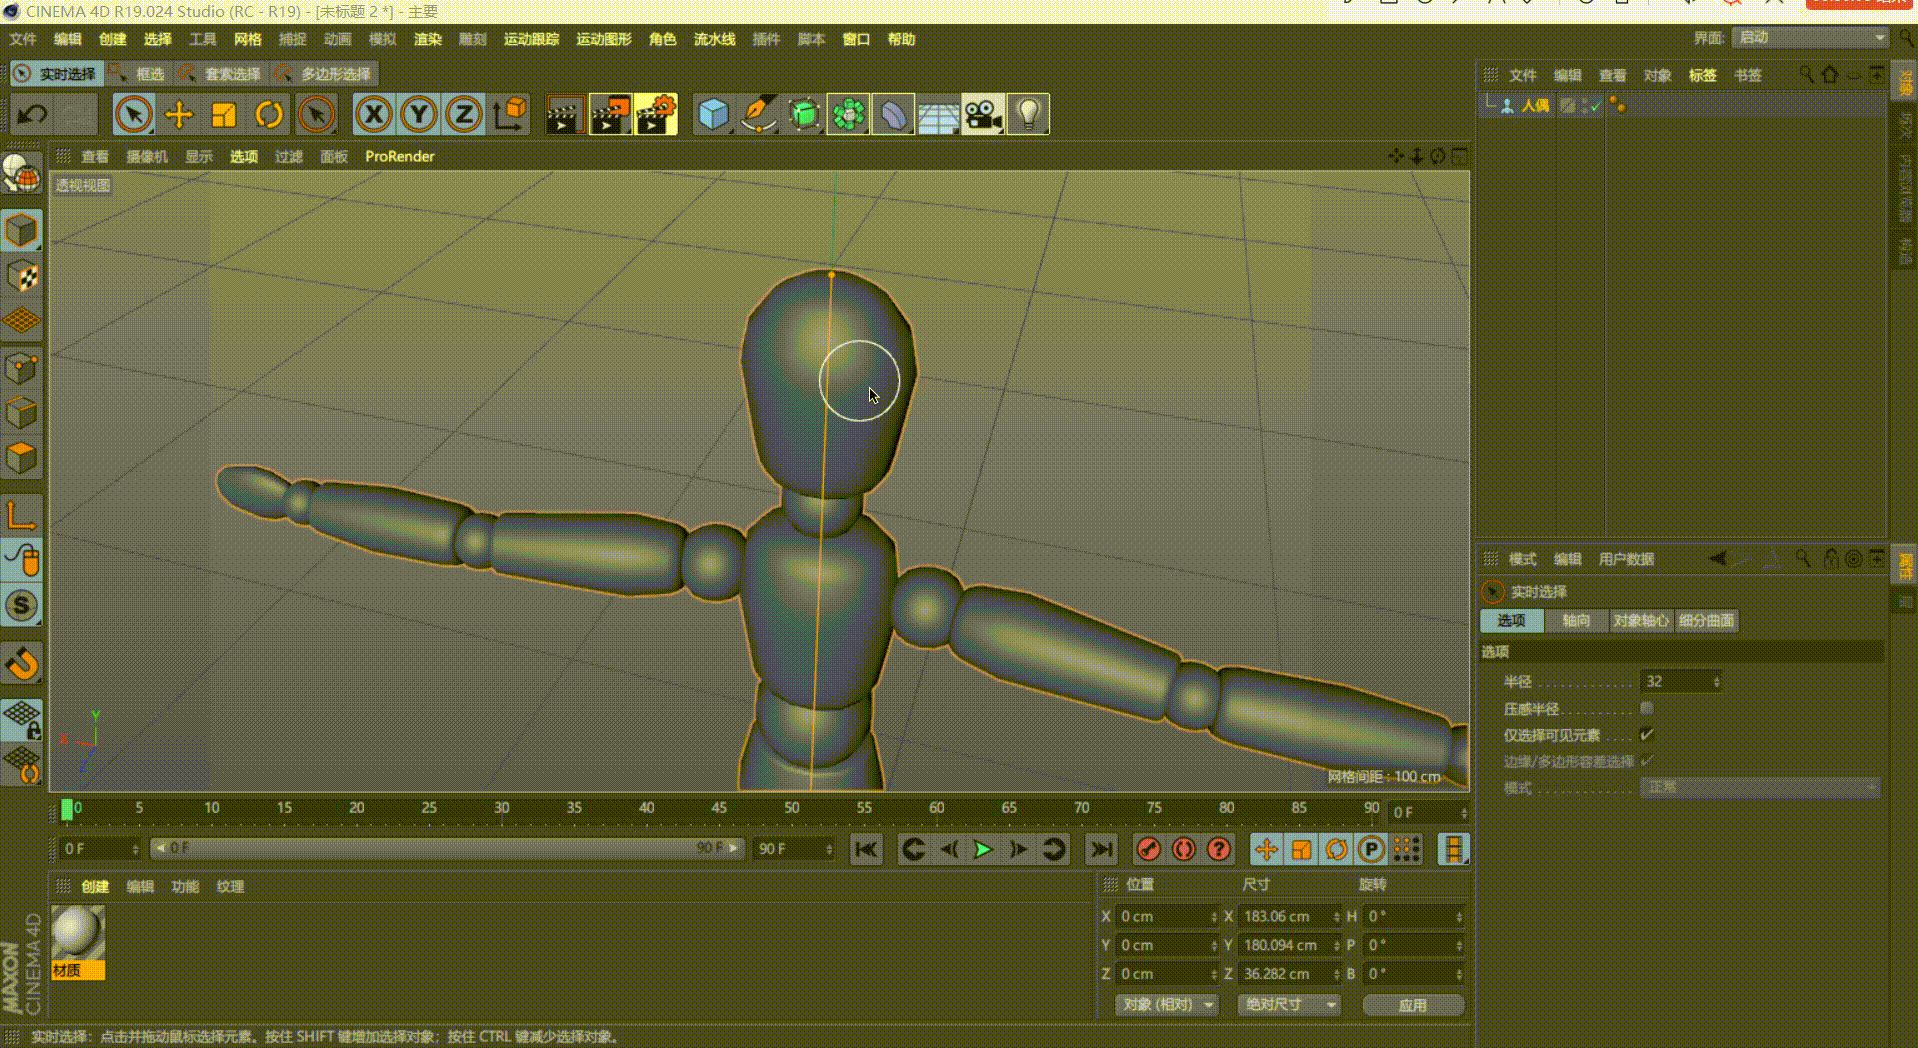 CINEMA 4D R19.024 Studio (RC - R19) - [未标题 2 *] - 主要
文件 编辑 创建 选择 工具 网格 捕捉 动画 模拟 渲染 雕刻 运动跟踪 运动图形 角色 流水线 插件 脚本 窗口 帮助
界面: 启动
实时选择 框选 套索选择 多边形选择
文件 编辑 查看 对象 标签 书签
人偶
对象
场次
构造
查看 摄像机 显示 选项 过滤 面板 ProRender
透视视图
Y
X
Z
网格间距 : 100 cm
模式 编辑 用户数据
属性
层
实时选择
选项 轴向 对象轴心 细分曲面
选项
半径 32
压感半径
仅选择可见元素
边缘/多边形容差选择
模式 正常
0 5 10 15 20 25 30 35 40 45 50 55 60 65 70 75 80 85 90 0 F
0 F 0 F 90 F 90 F
创建 编辑 功能 纹理
材质
位置 尺寸 旋转
X 0 cm X 183.06 cm H 0 °
Y 0 cm Y 180.094 cm P 0 °
Z 0 cm Z 36.282 cm B 0 °
对象 (相对) 绝对尺寸 应用
MAXON
CINEMA 4D
实时选择：点击并拖动鼠标选择元素。按住 SHIFT 键增加选择对象；按住 CTRL 键减少选择对象。